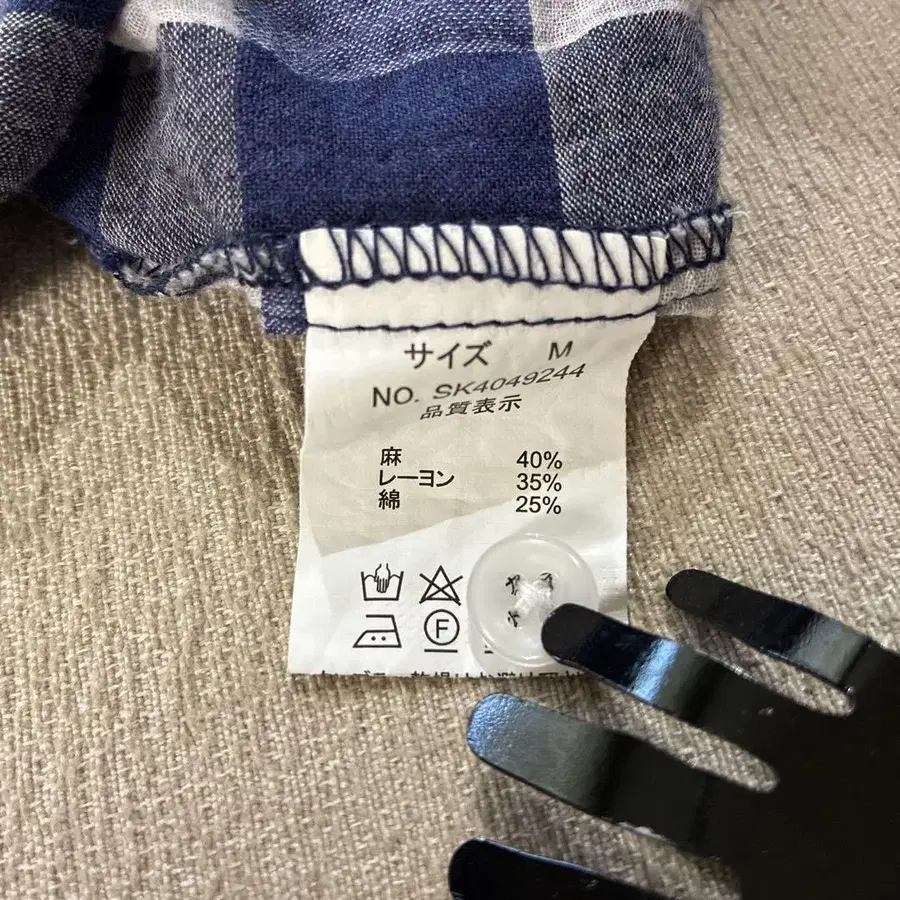 サイズ M
NO. SK4049244
品質表示
麻 40%
レーヨン 35%
綿 25%
F